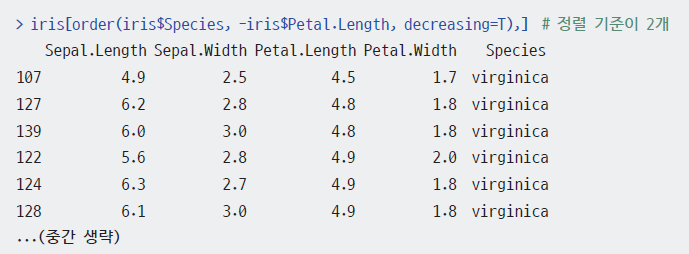 > iris[order(iris$Species, -iris$Petal.Length, decreasing=T),] # 정렬 기준이 2개
Sepal.Length Sepal.Width Petal.Length Petal.Width Species
107 4.9 2.5 4.5 1.7 virginica
127 6.2 2.8 4.8 1.8 virginica
139 6.0 3.0 4.8 1.8 virginica
122 5.6 2.8 4.9 2.0 virginica
124 6.3 2.7 4.9 1.8 virginica
128 6.1 3.0 4.9 1.8 virginica
...(중간 생략)